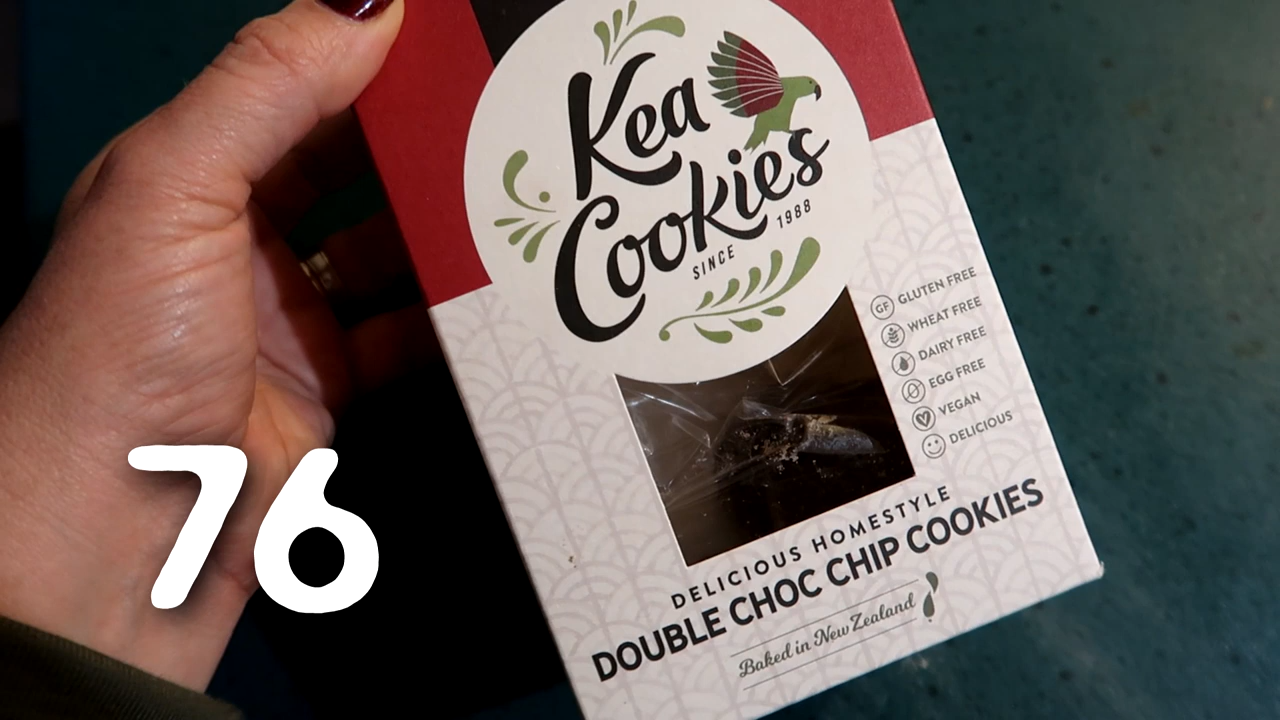 Kea
Cookies
SINCE 1988
GF GLUTEN FREE
WHEAT FREE
DAIRY FREE
EGG FREE
VEGAN
DELICIOUS
76
DELICIOUS HOMESTYLE
DOUBLE CHOC CHIP COOKIES
Baked in New Zealand